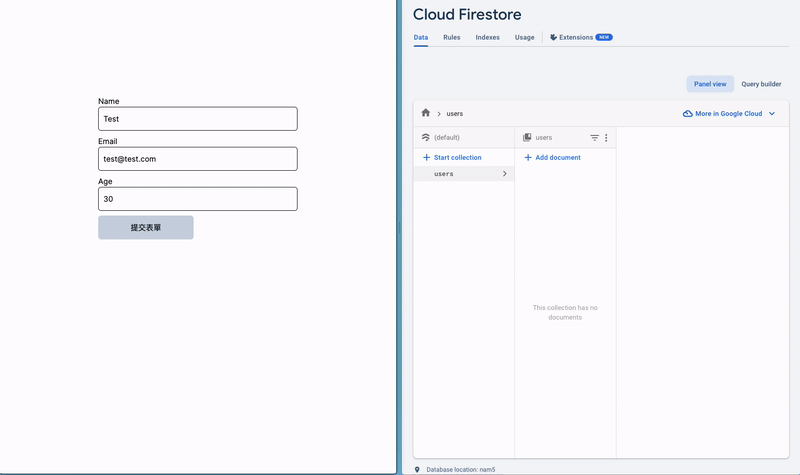 Name
Test
Email
test@test.com
Age
30
提交表單
Cloud Firestore
Data Rules Indexes Usage Extensions NEW
Panel view Query builder
users More in Google Cloud
(default) users
Start collection Add document
users
This collection has no
documents
Database location: nam5